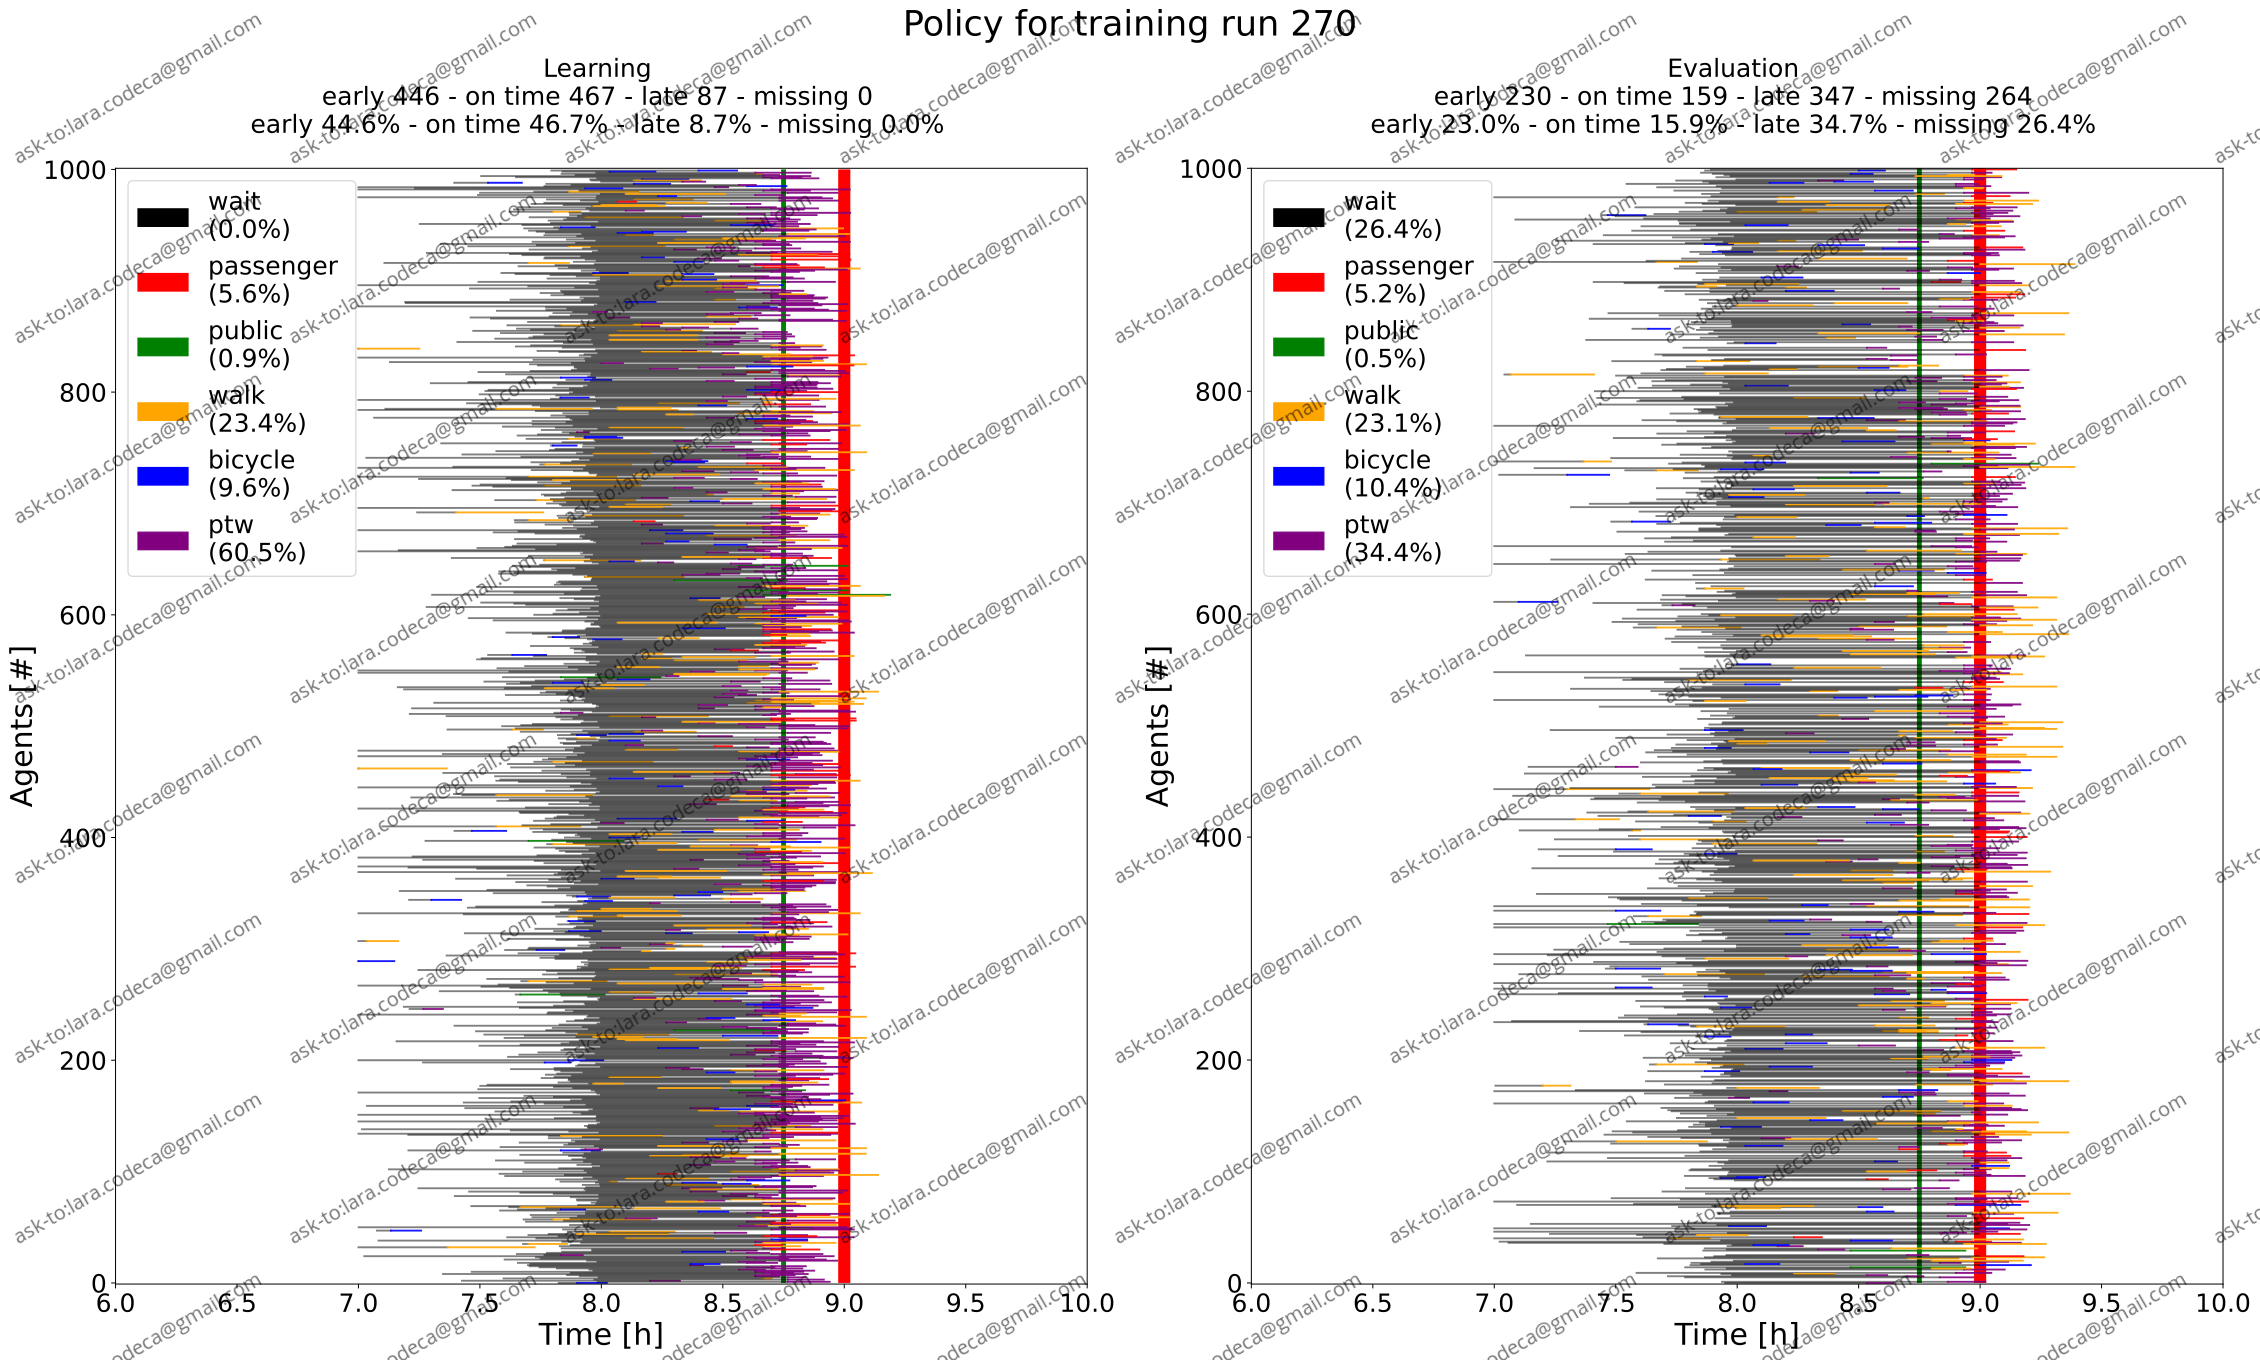 Policy for training run 270
Learning
early 446 - on time 467 - late 87 - missing 0
early 44.6% - on time 46.7% - late 8.7% - missing 0.0%
Evaluation
early 230 - on time 159 - late 347 - missing 264
early 23.0% - on time 15.9% - late 34.7% - missing 26.4%
wait
(0.0%)
passenger
(5.6%)
public
(0.9%)
walk
(23.4%)
bicycle
(9.6%)
ptw
(60.5%)
1000
800
600
400
200
0
Agents [#]
6.0 6.5 7.0 7.5 8.0 8.5 9.0 9.5 10.0
Time [h]
wait
(26.4%)
passenger
(5.2%)
public
(0.5%)
walk
(23.1%)
bicycle
(10.4%)
ptw
(34.4%)
1000
800
600
400
200
0
Agents [#]
6.0 6.5 7.0 7.5 8.0 8.5 9.0 9.5 10.0
Time [h]
ask-to:lara.codeca@gmail.com